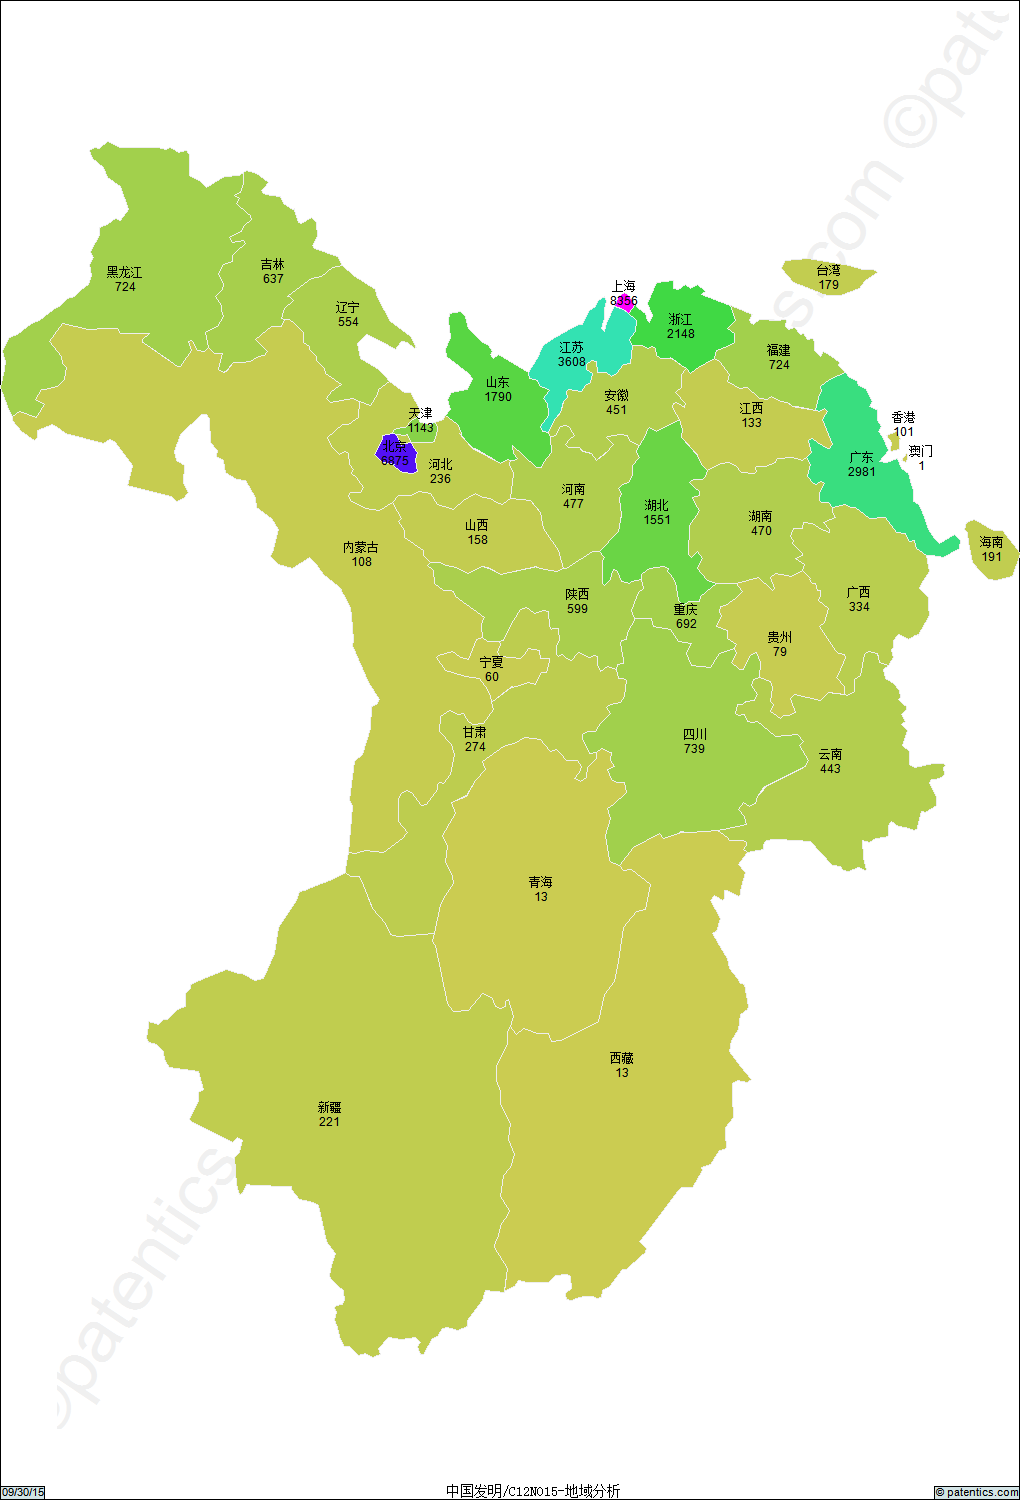 ©patentics.com ©patentics.com
黑龙江
724
吉林
637
辽宁
554
台湾
179
上海
8356
浙江
2148
江苏
3608
福建
724
山东
1790
安徽
451
江西
133
天津
1143
香港
101
澳门
1
北京
6875
河北
236
广东
2981
河南
477
湖北
1551
湖南
470
山西
158
内蒙古
108
海南
191
陕西
599
重庆
692
广西
334
贵州
79
宁夏
60
甘肃
274
四川
739
云南
443
青海
13
西藏
13
新疆
221
09/30/15
中国发明/C12N015-地域分析
© patentics.com